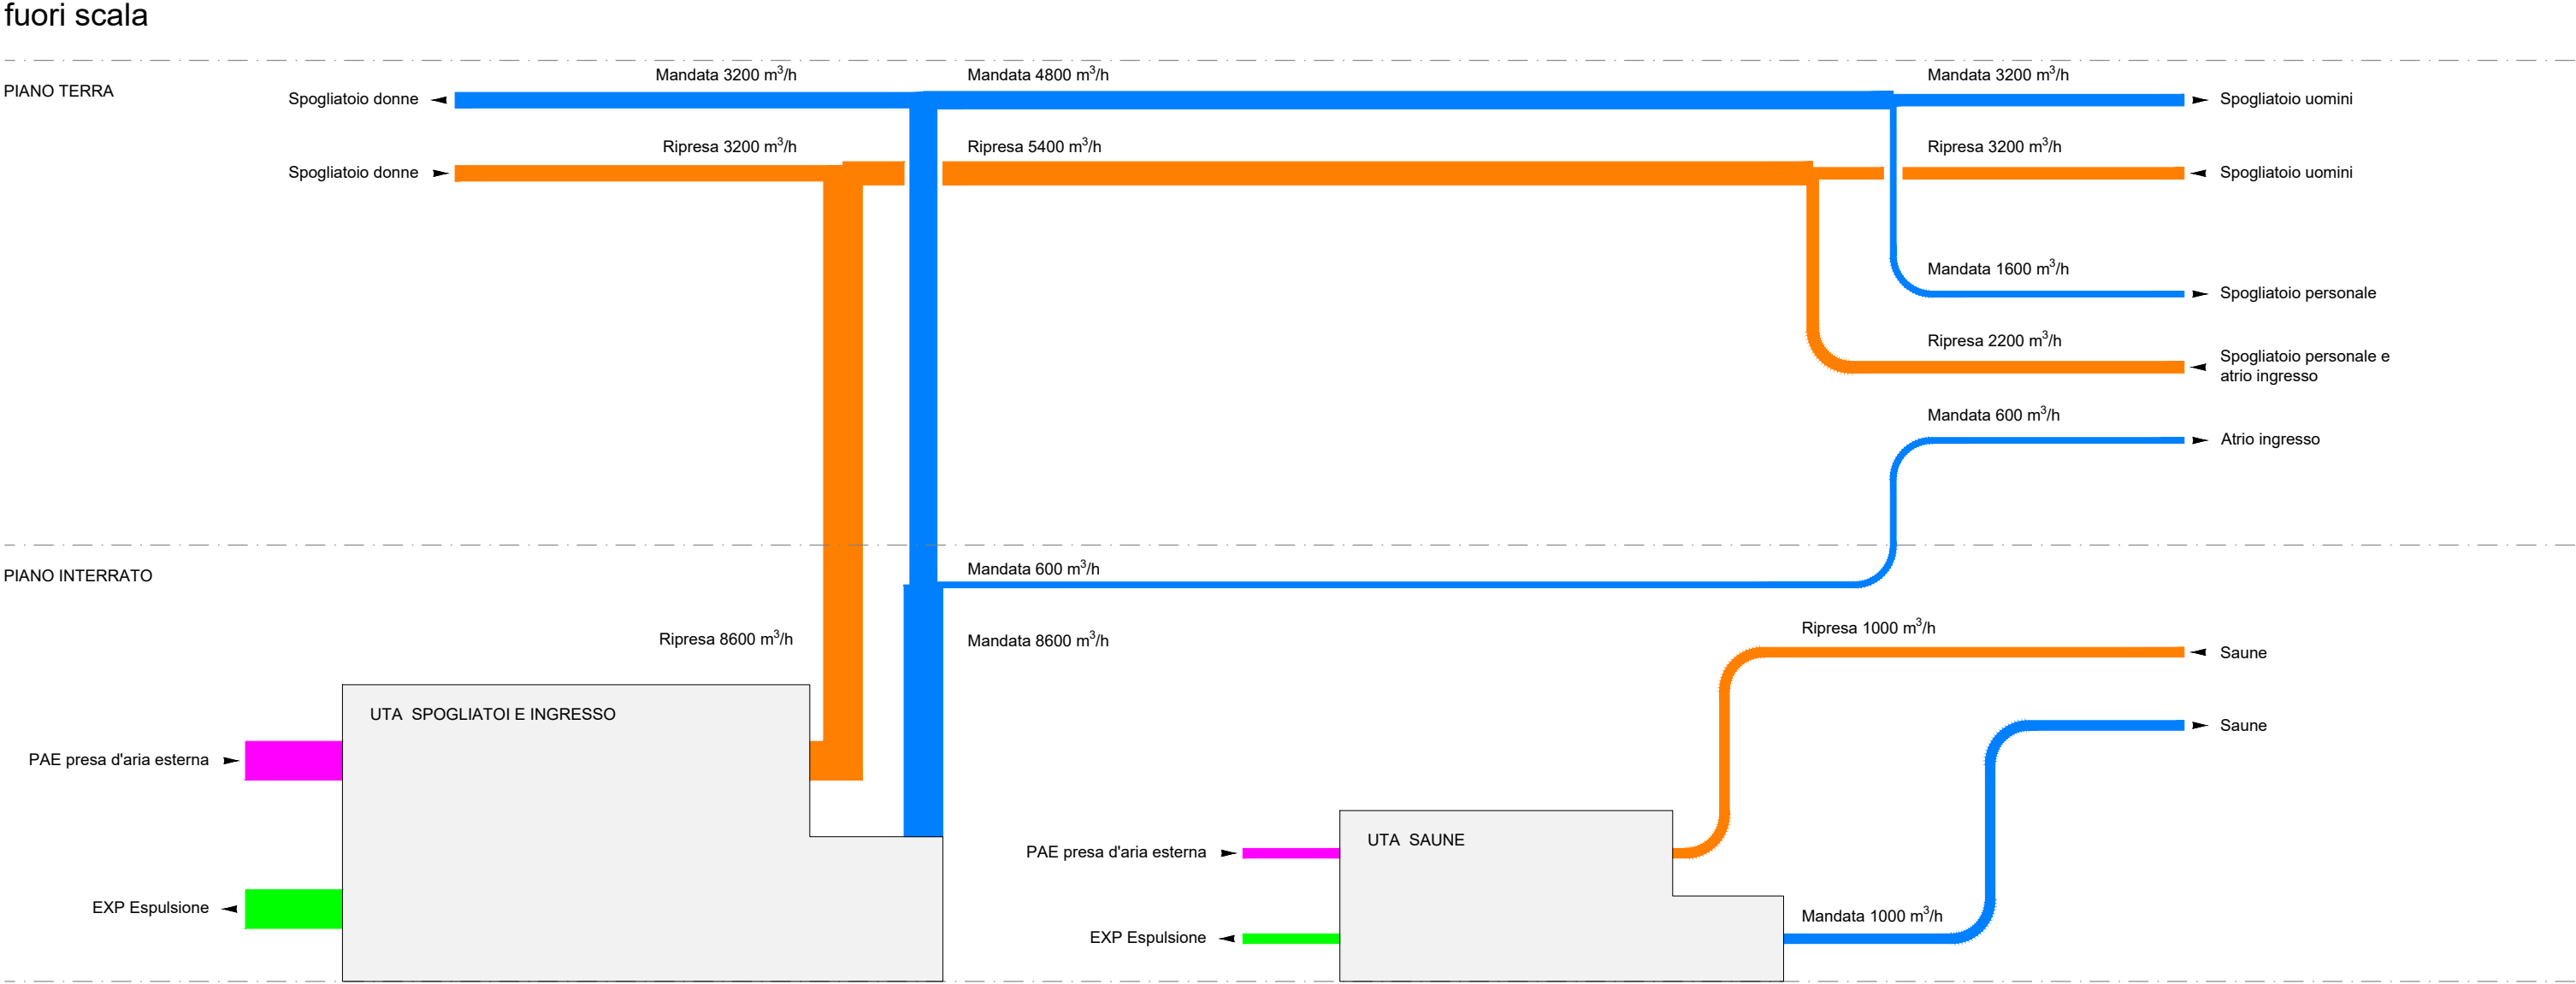 fuori scala
PIANO TERRA
Mandata 3200 m³/h
Mandata 4800 m³/h
Mandata 3200 m³/h
Spogliatoio donne
Spogliatoio uomini
Ripresa 3200 m³/h
Ripresa 5400 m³/h
Ripresa 3200 m³/h
Spogliatoio donne
Spogliatoio uomini
Mandata 1600 m³/h
Spogliatoio personale
Ripresa 2200 m³/h
Spogliatoio personale e
atrio ingresso
Mandata 600 m³/h
Atrio ingresso
PIANO INTERRATO
Mandata 600 m³/h
Ripresa 8600 m³/h
Mandata 8600 m³/h
Ripresa 1000 m³/h
Saune
UTA SPOGLIATOI E INGRESSO
Saune
PAE presa d'aria esterna
UTA SAUNE
PAE presa d'aria esterna
EXP Espulsione
Mandata 1000 m³/h
EXP Espulsione